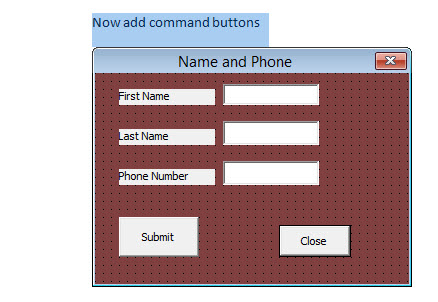 Now add command buttons
Name and Phone
First Name
Last Name
Phone Number
Submit
Close